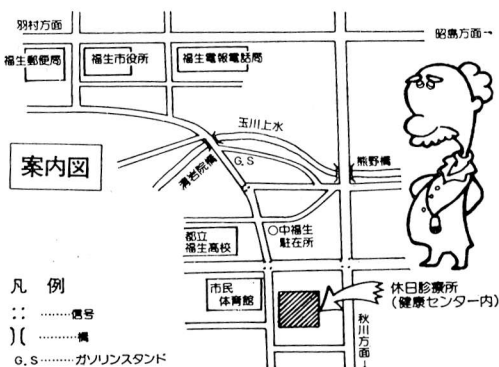 羽村方面
昭島方面→
福生郵便局
福生市役所
福生電報電話局
玉川上水
案内図
清岩院橋
G.S
熊野橋
都立
福生高校
○中福生
駐在所
凡例
市民
体育館
休日診療所
(健康センター内)
秋川方面→
信号
橋
G.S………ガソリンスタンド